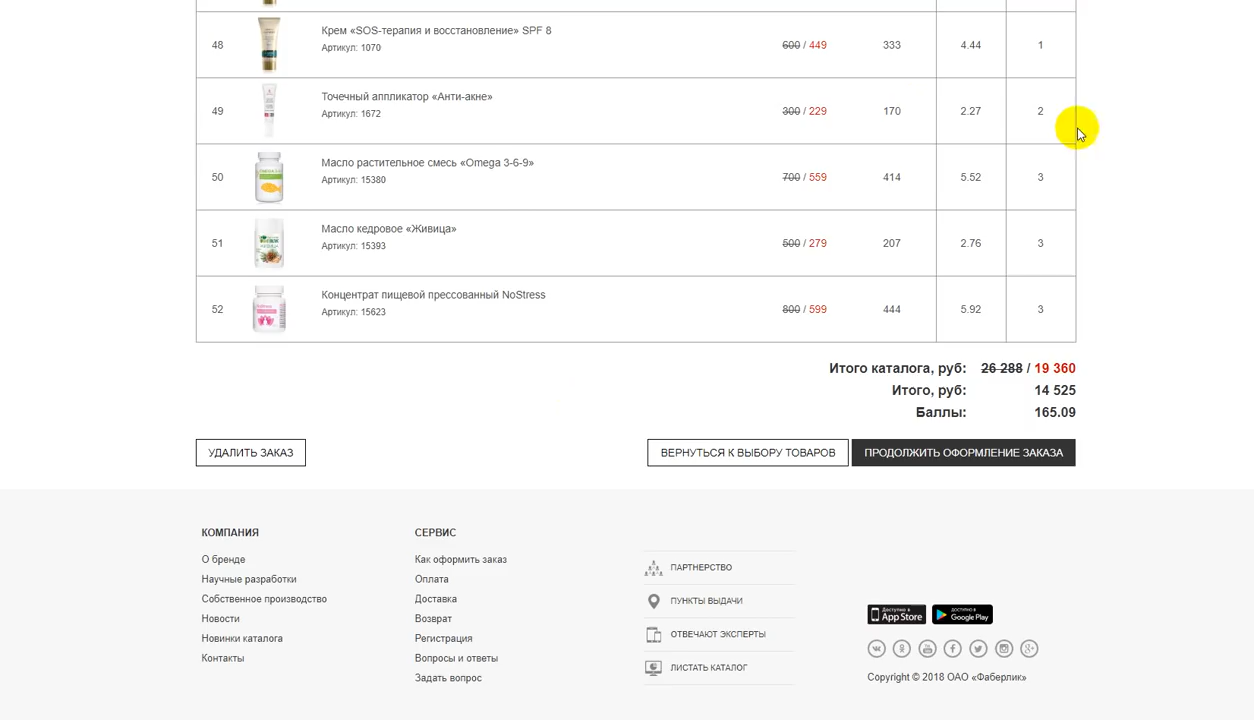 48 Крем «SOS-терапия и восстановление» SPF 8 600 / 449 333 4.44 1
Артикул: 1070
49 Точечный аппликатор «Анти-акне» 300 / 229 170 2.27 2
Артикул: 1672
50 Масло растительное смесь «Omega 3-6-9» 700 / 559 414 5.52 3
Артикул: 15380
51 Масло кедровое «Живица» 500 / 279 207 2.76 3
Артикул: 15393
52 Концентрат пищевой прессованный NoStress 800 / 599 444 5.92 3
Артикул: 15623
Итого каталога, руб: 26 288 / 19 360
Итого, руб: 14 525
Баллы: 165.09
УДАЛИТЬ ЗАКАЗ ВЕРНУТЬСЯ К ВЫБОРУ ТОВАРОВ ПРОДОЛЖИТЬ ОФОРМЛЕНИЕ ЗАКАЗА
КОМПАНИЯ
О бренде
Научные разработки
Собственное производство
Новости
Новинки каталога
Контакты
СЕРВИС
Как оформить заказ
Оплата
Доставка
Возврат
Регистрация
Вопросы и ответы
Задать вопрос
ПАРТНЕРСТВО
ПУНКТЫ ВЫДАЧИ
ОТВЕЧАЮТ ЭКСПЕРТЫ
ЛИСТАТЬ КАТАЛОГ
Доступно в App Store
ДОСТУПНО В Google Play
Copyright © 2018 ОАО «Фаберлик»